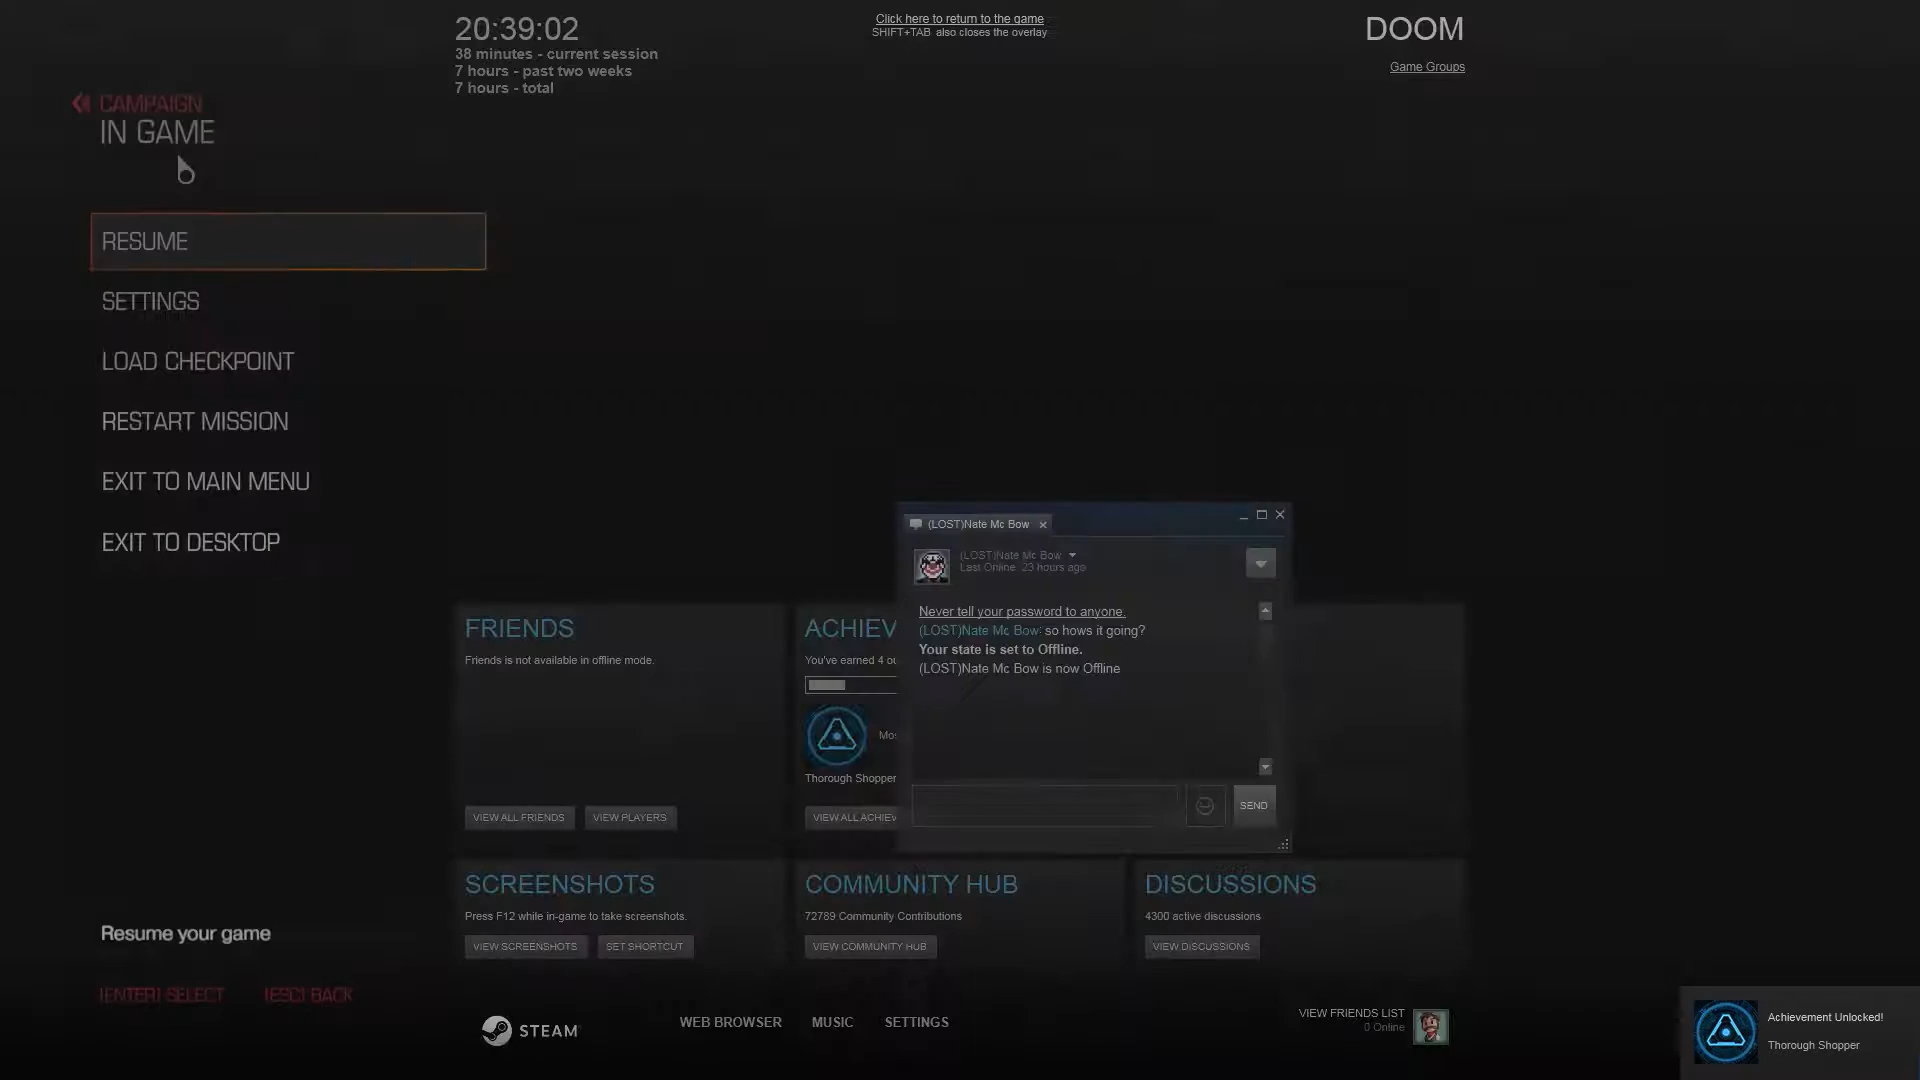 20:39:02
38 minutes - current session
7 hours - past two weeks
7 hours - total
Click here to return to the game
SHIFT+TAB also closes the overlay
DOOM
Game Groups
CAMPAIGN
IN GAME
RESUME
SETTINGS
LOAD CHECKPOINT
RESTART MISSION
EXIT TO MAIN MENU
EXIT TO DESKTOP
(LOST)Nate Mc Bow
(LOST)Nate Mc Bow
Last Online: 23 hours ago
Never tell your password to anyone.
(LOST)Nate Mc Bow: so hows it going?
Your state is set to Offline.
(LOST)Nate Mc Bow is now Offline
SEND
FRIENDS
Friends is not available in offline mode.
VIEW ALL FRIENDS
VIEW PLAYERS
ACHIEV
You've earned 4 ou
Mos
Thorough Shopper
VIEW ALL ACHIEV
SCREENSHOTS
Press F12 while in-game to take screenshots.
VIEW SCREENSHOTS
SET SHORTCUT
COMMUNITY HUB
72789 Community Contributions
VIEW COMMUNITY HUB
DISCUSSIONS
4300 active discussions
VIEW DISCUSSIONS
Resume your game
[ENTER] SELECT
[ESC] BACK
STEAM
WEB BROWSER
MUSIC
SETTINGS
VIEW FRIENDS LIST
0 Online
Achievement Unlocked!
Thorough Shopper